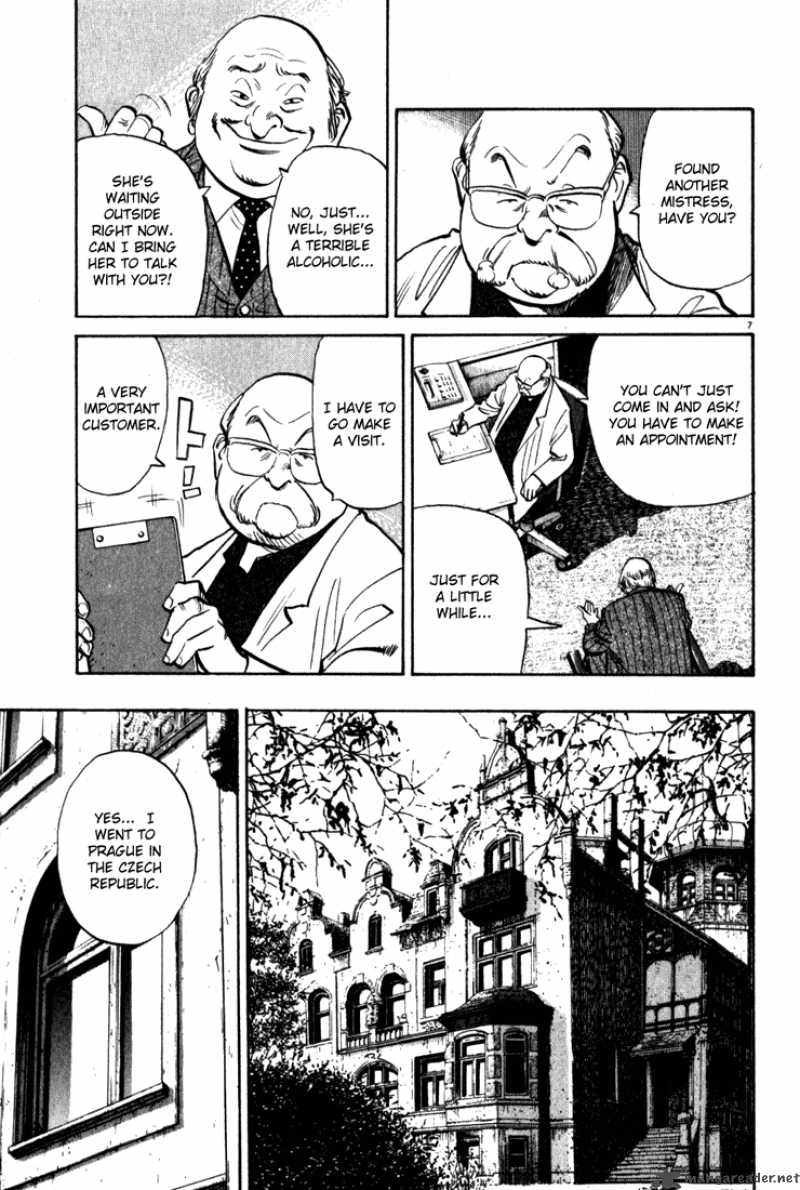 FOUND
ANOTHER
MISTRESS,
HAVE YOU?
NO, JUST...
WELL, SHE'S
A TERRIBLE
ALCOHOLIC...
SHE'S
WAITING
OUTSIDE
RIGHT NOW.
CAN I BRING
HER TO TALK
WITH YOU?!
7
YOU CAN'T JUST
COME IN AND ASK!
YOU HAVE TO MAKE
AN APPOINTMENT!
JUST FOR
A LITTLE
WHILE...
I HAVE TO
GO MAKE
A VISIT.
A VERY
IMPORTANT
CUSTOMER.
ト!
YES... I
WENT TO
PRAGUE IN
THE CZECH
REPUBLIC.
mangareader.net